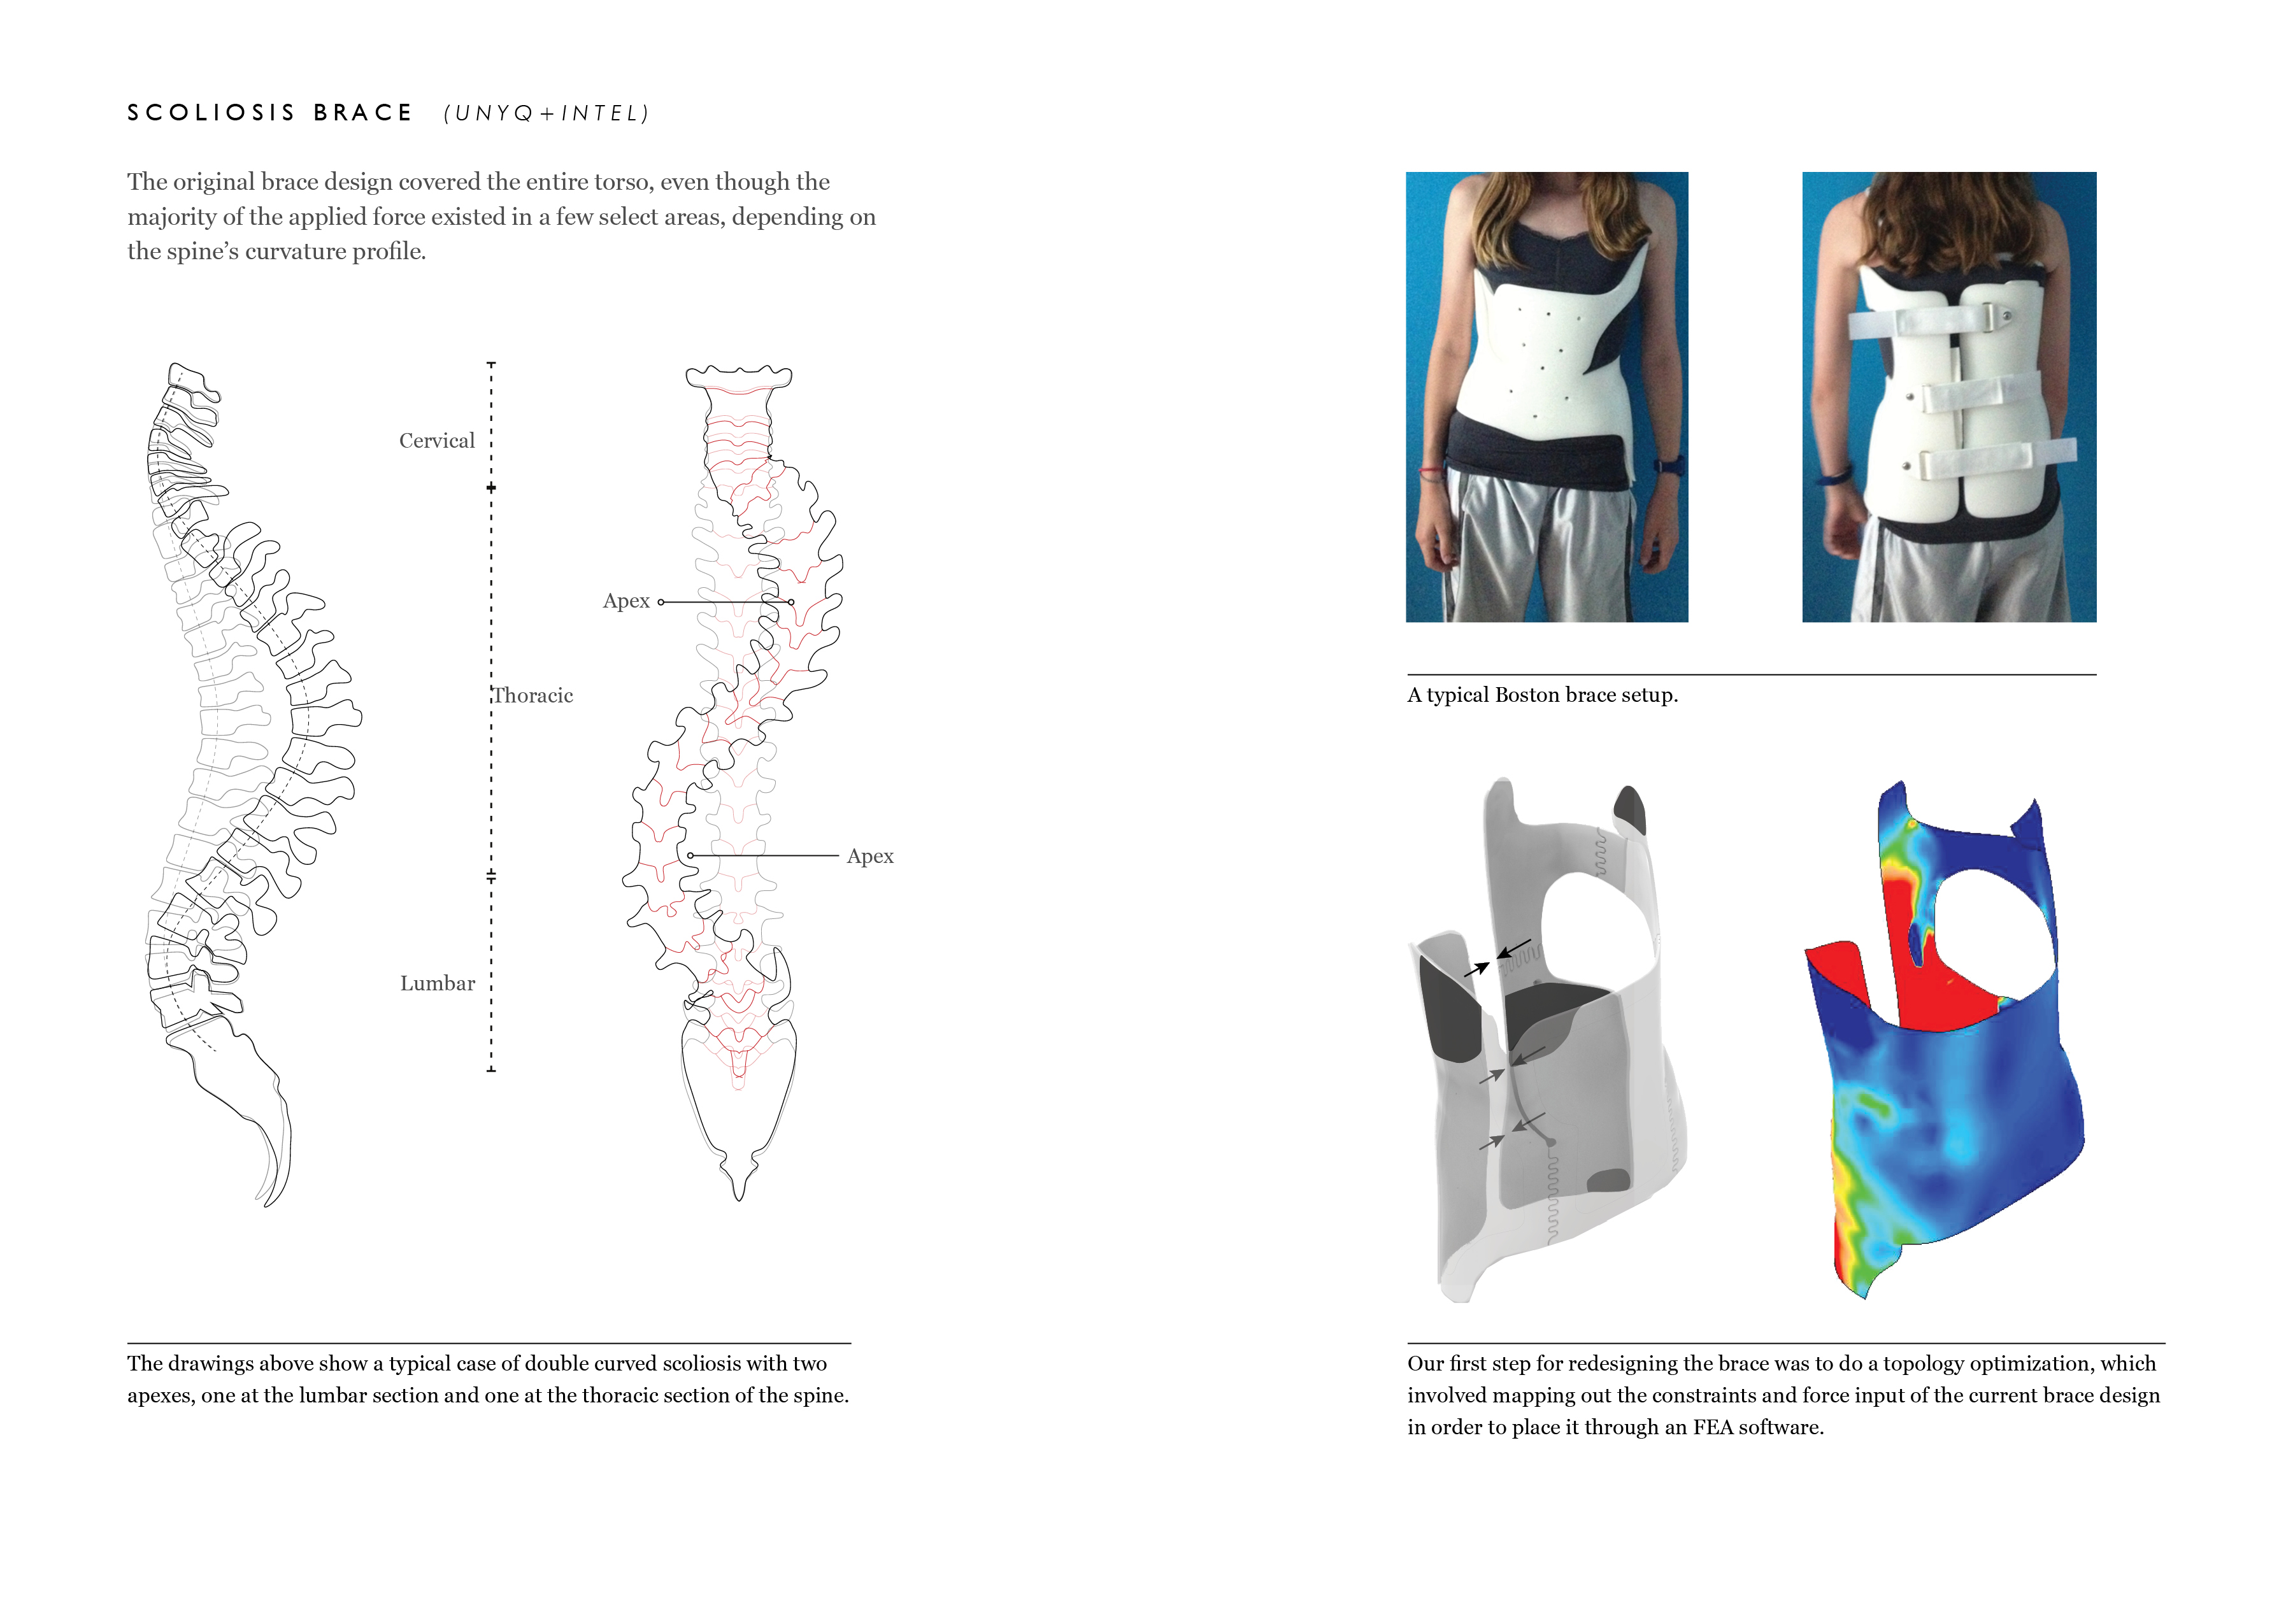 SCOLIOSIS BRACE (UNYQ+INTEL)
The original brace design covered the entire torso, even though the
majority of the applied force existed in a few select areas, depending on
the spine’s curvature profile.
Cervical
Apex
Thoracic
Apex
Lumbar
The drawings above show a typical case of double curved scoliosis with two
apexes, one at the lumbar section and one at the thoracic section of the spine.
A typical Boston brace setup.
Our first step for redesigning the brace was to do a topology optimization, which
involved mapping out the constraints and force input of the current brace design
in order to place it through an FEA software.